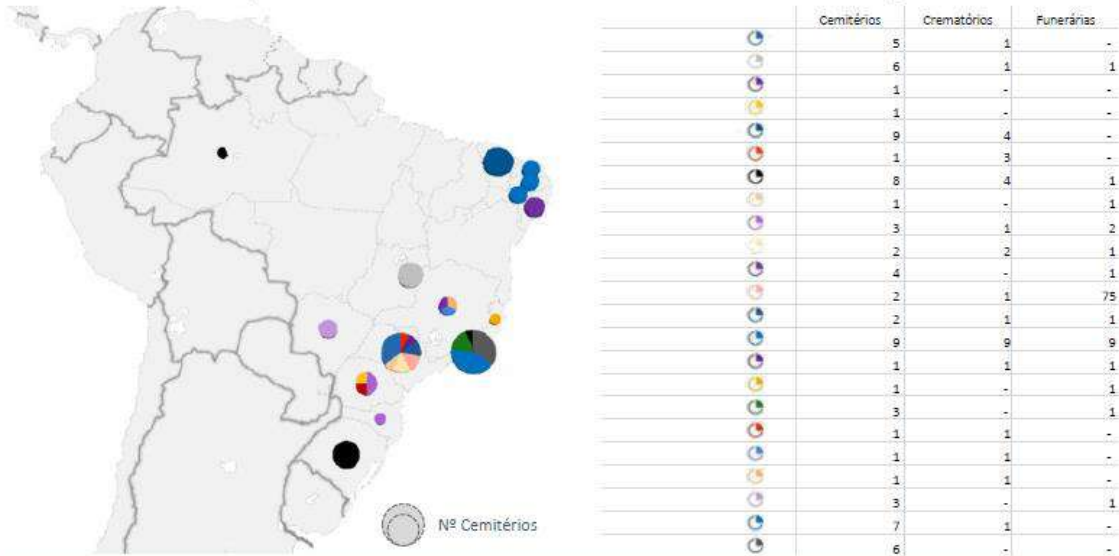 Cemitérios Crematórios Funerárias
5 1 -
6 1 1
1 - -
1 - -
9 4 -
1 3 -
8 4 1
1 - 1
3 1 2
2 2 1
4 - 1
2 1 75
2 1 1
9 9 9
1 1 1
1 - 1
3 - 1
1 1 -
1 1 -
1 1 -
3 - 1
7 1 -
6 - -
Nº Cemitérios